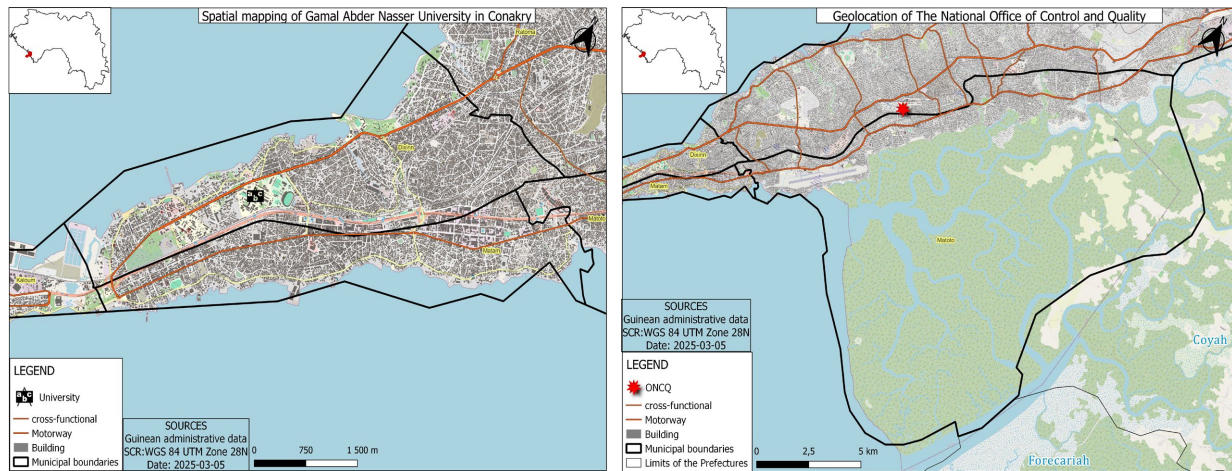 Spatial mapping of Gamal Abder Nasser University in Conakry
Ratoma
Dixinn
Matoto
Matam
Kaloum
LEGEND
University
cross-functional
Motorway
Building
Municipal boundaries
SOURCES
Guinean administrative data
SCR:WGS 84 UTM Zone 28N
Date: 2025-03-05
0 750 1 500 m
Geolocation of The National Office of Control and Quality
Dixinn
Matam
Matoto
Coyah
Forecariah
SOURCES
Guinean administrative data
SCR:WGS 84 UTM Zone 28N
Date: 2025-03-05
LEGEND
ONCQ
cross-functional
Motorway
Building
Municipal boundaries
Limits of the Prefectures
0 2,5 5 km